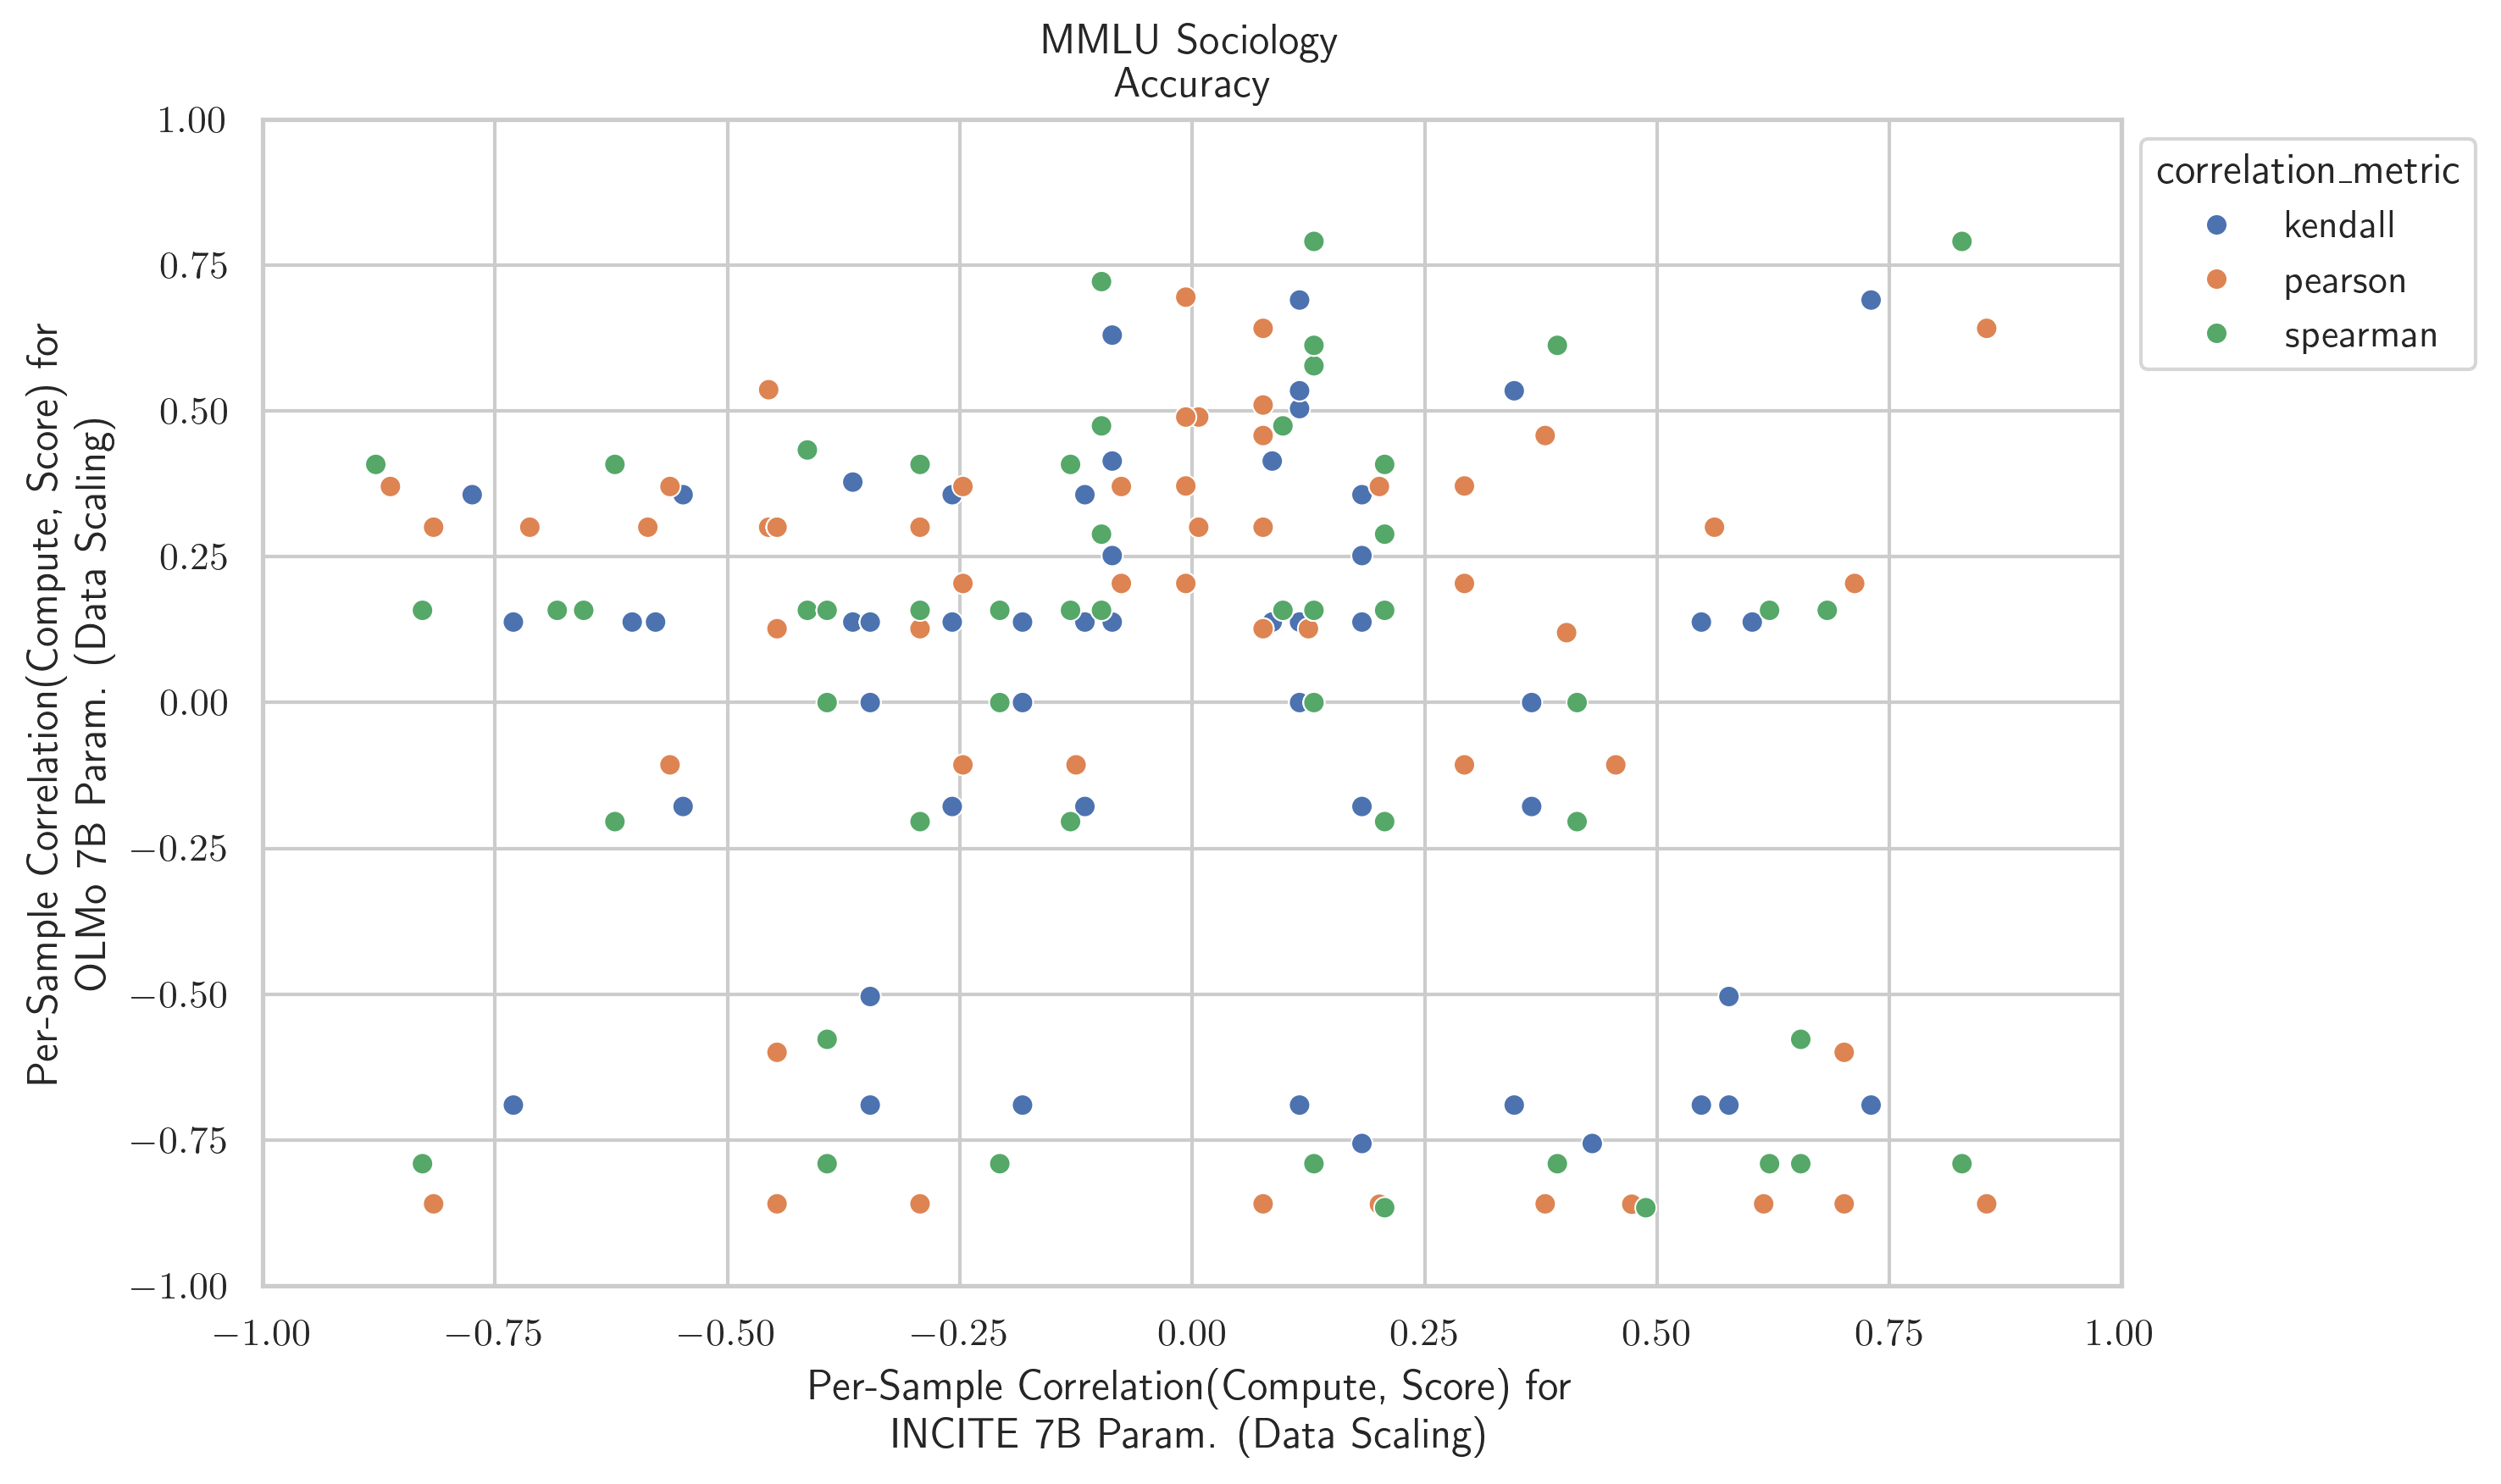 MMLU Sociology
Accuracy
1.00
0.75
0.50
0.25
0.00
−0.25
−0.50
−0.75
−1.00
Per-Sample Correlation(Compute, Score) for
OLMo 7B Param. (Data Scaling)
correlation_metric
kendall
pearson
spearman
−1.00 −0.75 −0.50 −0.25 0.00 0.25 0.50 0.75 1.00
Per-Sample Correlation(Compute, Score) for
INCITE 7B Param. (Data Scaling)